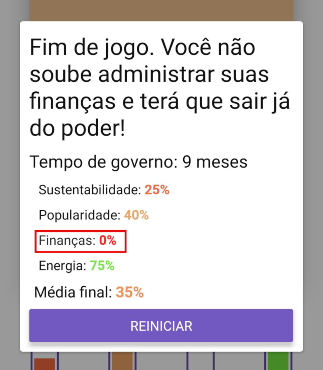 Fim de jogo. Você não
soube administrar suas
finanças e terá que sair já
do poder!
Tempo de governo: 9 meses
Sustentabilidade: 25%
Popularidade: 40%
Finanças: 0%
Energia: 75%
Média final: 35%
REINICIAR